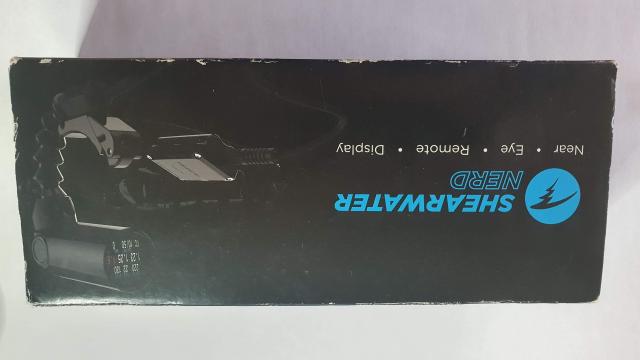 SHEARWATER
NERD
Near • Eye • Remote • Display